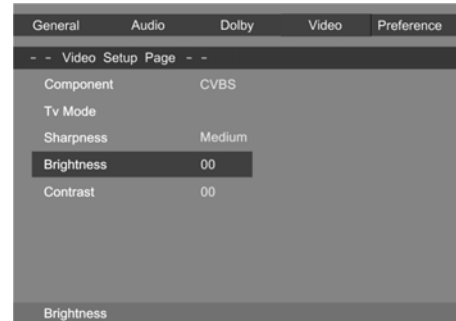 General Audio Dolby Video Preference
- - Video Setup Page - -
Component CVBS
Tv Mode
Sharpness Medium
Brightness 00
Contrast 00
Brightness